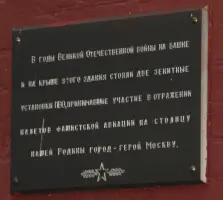 В годы Великой Отечественной войны на башне
и на крыше этого здания стояли две зенитные
установки ПВО, принимавшие участие в отражении
налетов фашистской авиации на столицу
нашей Родины город-герой Москву.